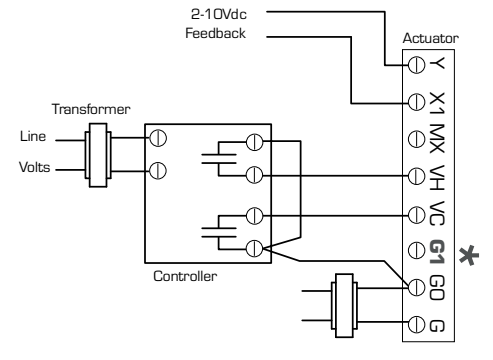 2-10Vdc
Feedback
Actuator
Transformer
Line
Volts
Controller
Y
X1
MX
VH
VC
G1 *
G0
G